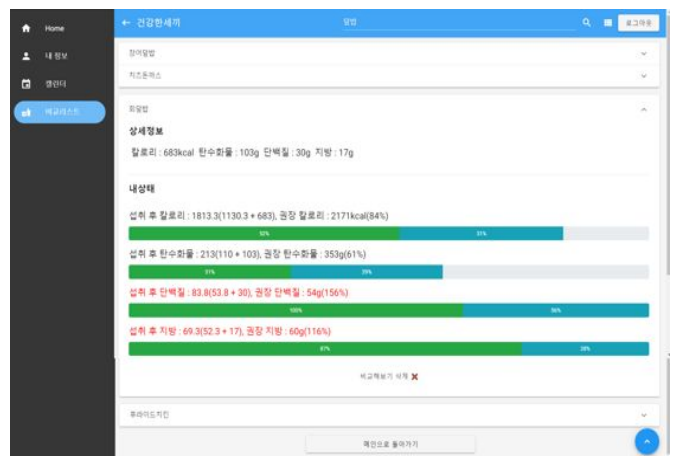 Home
내 정보
캘린더
비교리스트
← 건강한세끼
덮밥
로그아웃
장어덮밥
치즈돈까스
회덮밥
상세정보
칼로리 : 683kcal 탄수화물 : 103g 단백질 : 30g 지방 : 17g
내상태
섭취 후 칼로리 : 1813.3(1130.3 + 683), 권장 칼로리 : 2171kcal(84%)
52% 31%
섭취 후 탄수화물 : 213(110 + 103), 권장 탄수화물 : 353g(61%)
31% 29%
섭취 후 단백질 : 83.8(53.8 + 30), 권장 단백질 : 54g(156%)
100% 56%
섭취 후 지방 : 69.3(52.3 + 17), 권장 지방 : 60g(116%)
87% 28%
비교해보기 삭제 ✖
후라이드치킨
메인으로 돌아가기